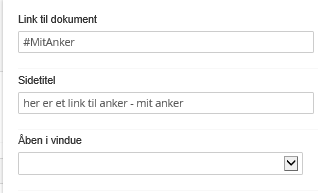 Link til dokument
#MitAnker
Sidetitel
her er et link til anker - mit anker
Åben i vindue